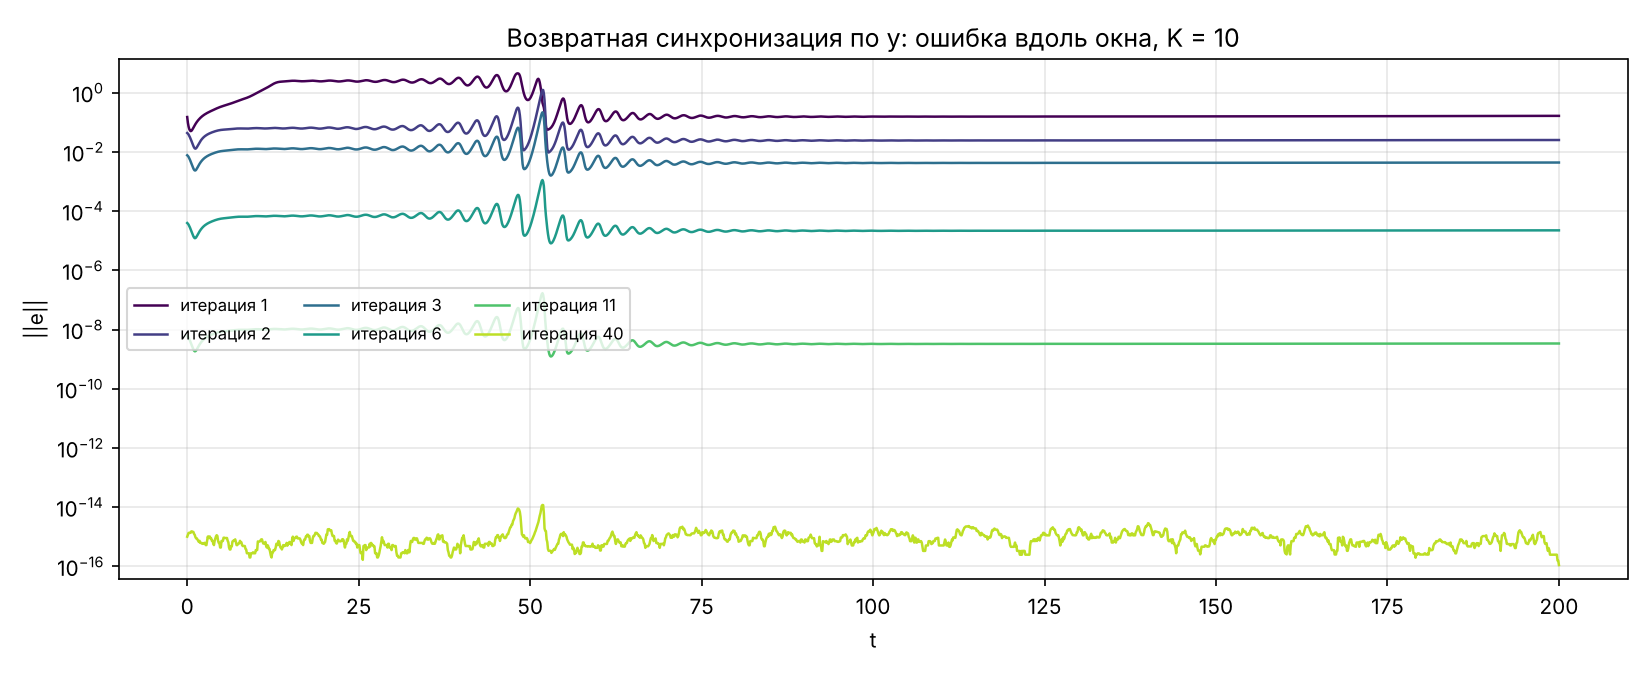 Возвратная синхронизация по y: ошибка вдоль окна, K = 10
||e||
10⁰
10⁻²
10⁻⁴
10⁻⁶
10⁻⁸
10⁻¹⁰
10⁻¹²
10⁻¹⁴
10⁻¹⁶
итерация 1 итерация 3 итерация 11
итерация 2 итерация 6 итерация 40
0 25 50 75 100 125 150 175 200
t